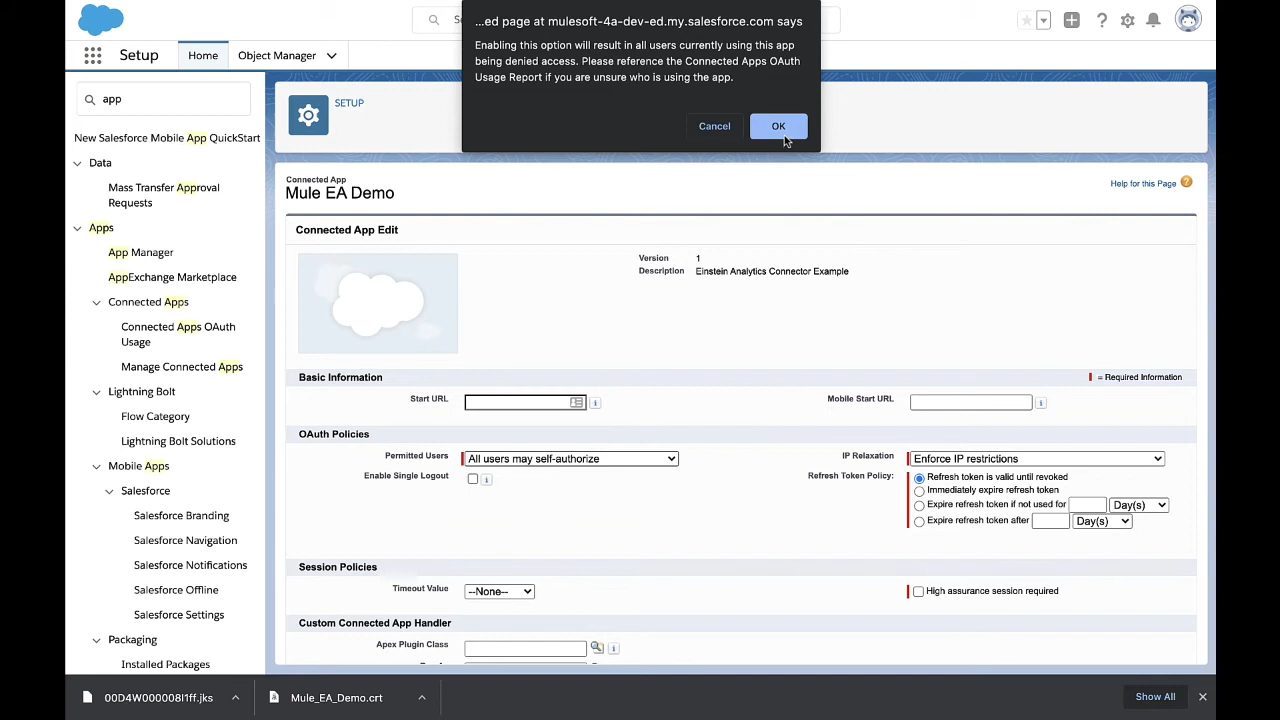 ...ed page at mulesoft-4a-dev-ed.my.salesforce.com says
Enabling this option will result in all users currently using this app
being denied access. Please reference the Connected Apps OAuth
Usage Report if you are unsure who is using the app.
Cancel
OK
S
Setup
Home
Object Manager
app
SETUP
New Salesforce Mobile App QuickStart
Data
Mass Transfer Approval
Requests
Apps
App Manager
AppExchange Marketplace
Connected Apps
Connected Apps OAuth
Usage
Manage Connected Apps
Lightning Bolt
Flow Category
Lightning Bolt Solutions
Mobile Apps
Salesforce
Salesforce Branding
Salesforce Navigation
Salesforce Notifications
Salesforce Offline
Salesforce Settings
Packaging
Installed Packages
Connected App
Mule EA Demo
Help for this Page
Connected App Edit
Version 1
Description Einstein Analytics Connector Example
Basic Information
= Required Information
Start URL
Mobile Start URL
OAuth Policies
Permitted Users All users may self-authorize
IP Relaxation Enforce IP restrictions
Enable Single Logout
Refresh Token Policy: Refresh token is valid until revoked
Immediately expire refresh token
Expire refresh token if not used for Day(s)
Expire refresh token after Day(s)
Session Policies
Timeout Value --None--
High assurance session required
Custom Connected App Handler
Apex Plugin Class
Mule_EA_Demo.crt
Show All